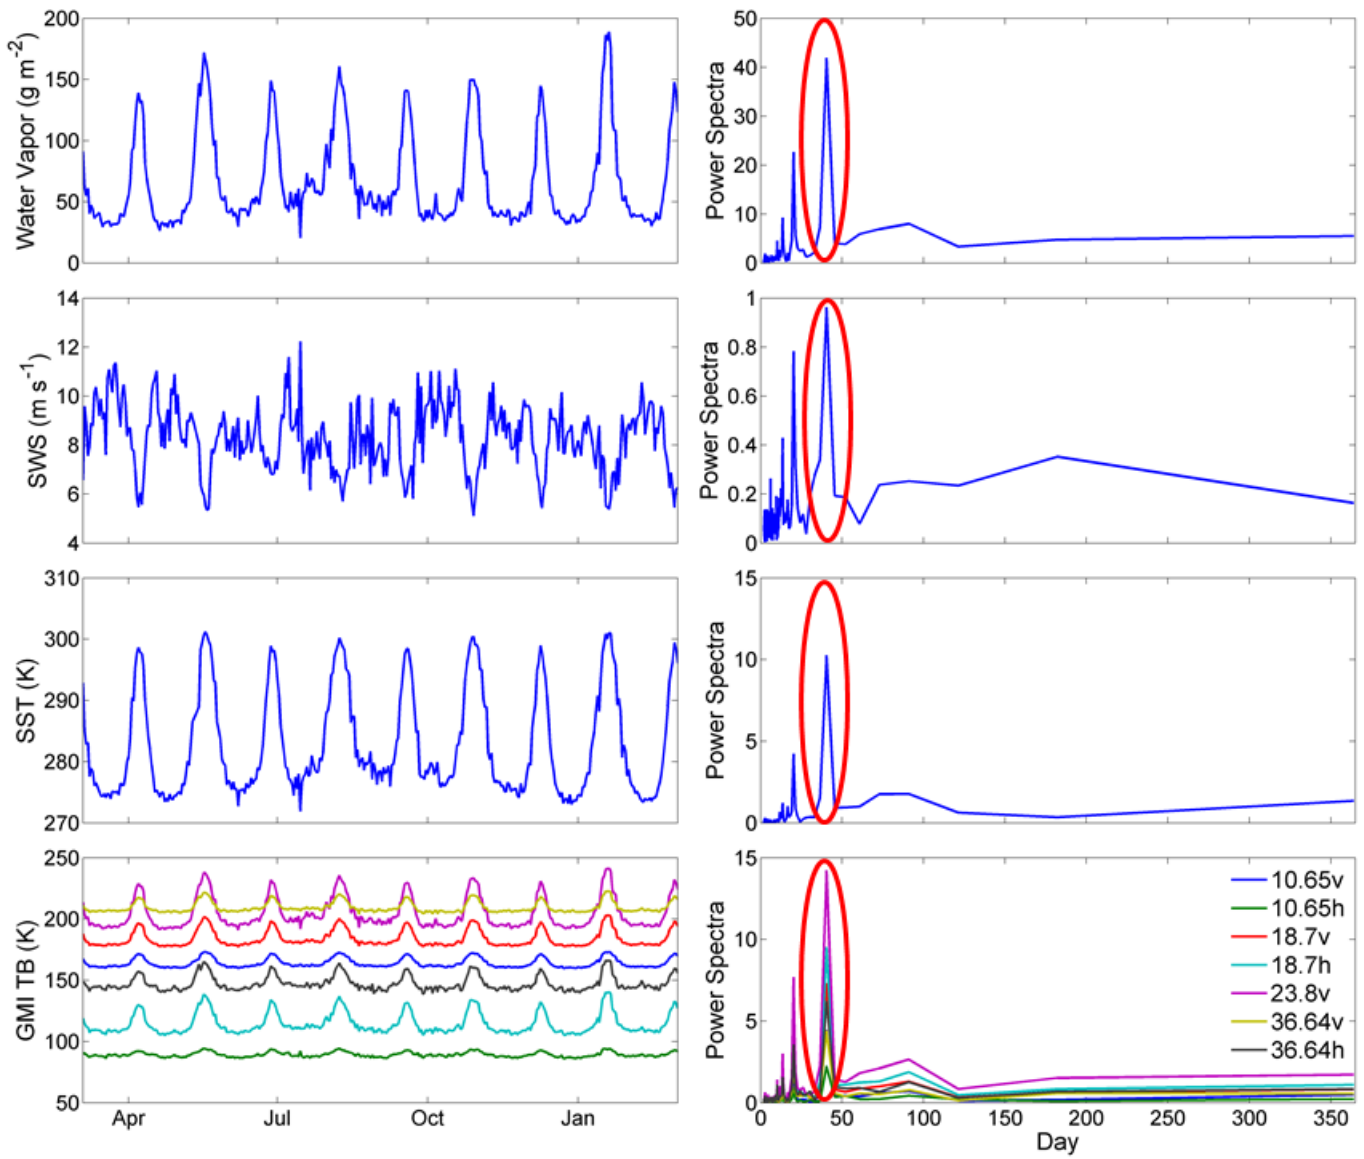 Water Vapor (g m-2)
200
150
100
50
0
Power Spectra
50
40
30
20
10
0
SWS (m s-1)
14
12
10
8
6
4
Power Spectra
1
0.8
0.6
0.4
0.2
0
SST (K)
310
300
290
280
270
Power Spectra
15
10
5
0
GMI TB (K)
250
200
150
100
50
Apr Jul Oct Jan
Power Spectra
15
10
5
0
10.65v
10.65h
18.7v
18.7h
23.8v
36.64v
36.64h
0 50 100 150 200 250 300 350
Day